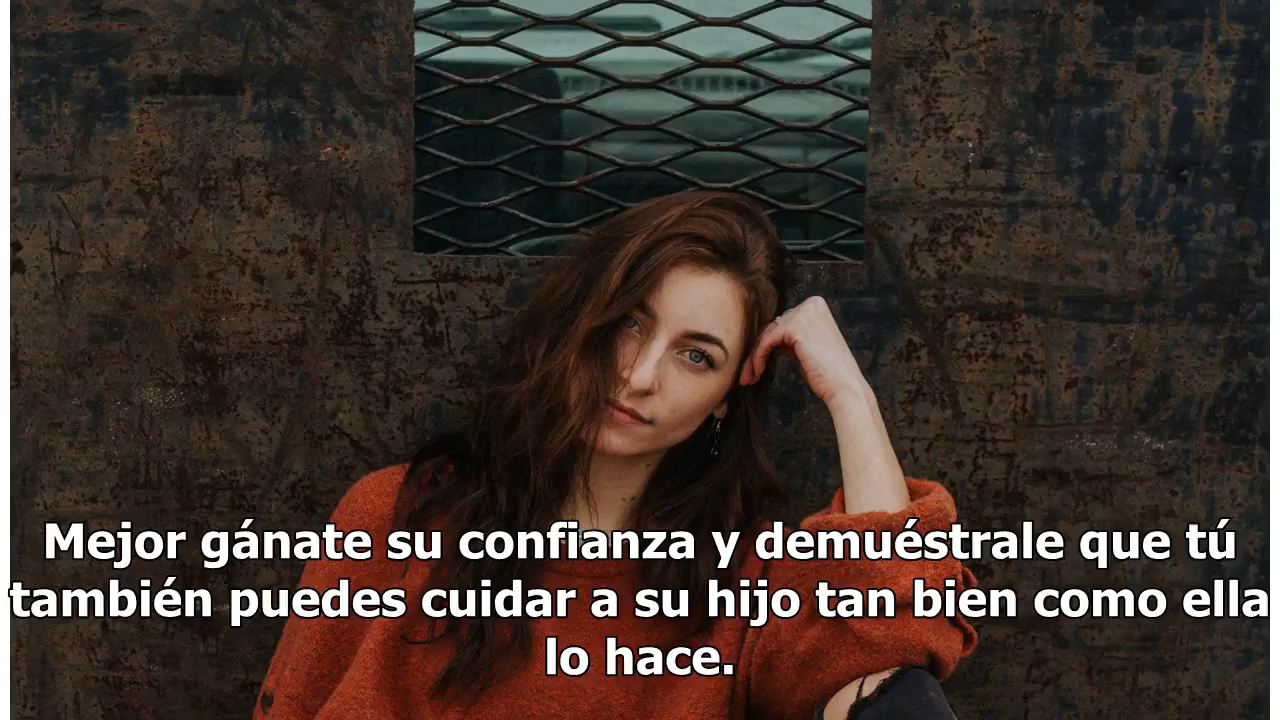 Mejor gánate su confianza y demuéstrale que tú
también puedes cuidar a su hijo tan bien como ella
lo hace.